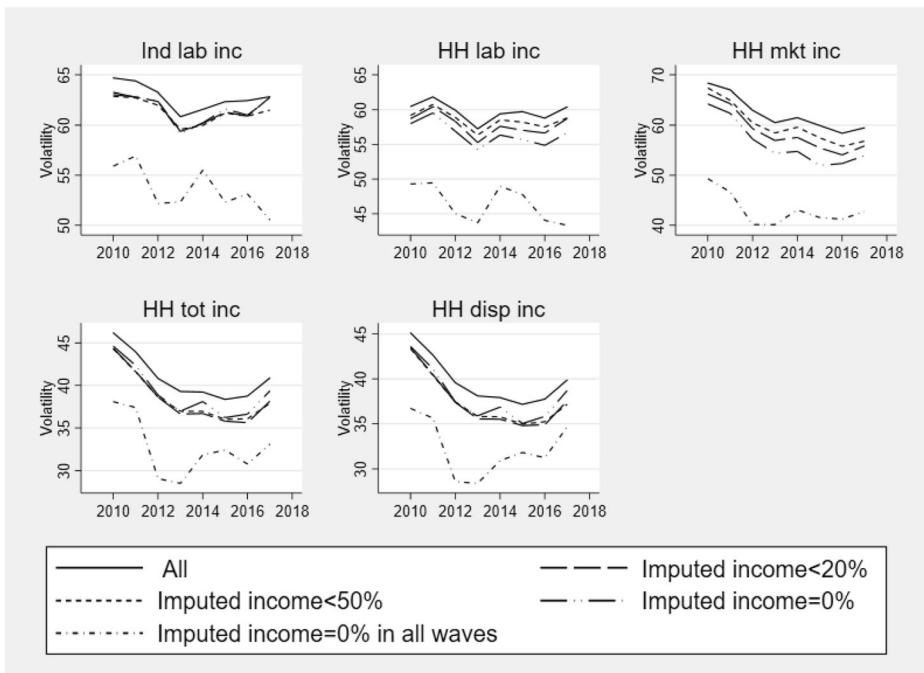 Ind lab inc
HH lab inc
HH mkt inc
Volatility
65
60
55
50
2010 2012 2014 2016 2018
Volatility
65
60
55
50
45
2010 2012 2014 2016 2018
Volatility
70
60
50
40
2010 2012 2014 2016 2018
HH tot inc
HH disp inc
Volatility
45
40
35
30
2010 2012 2014 2016 2018
Volatility
45
40
35
30
2010 2012 2014 2016 2018
All
Imputed income<20%
Imputed income<50%
Imputed income=0%
Imputed income=0% in all waves